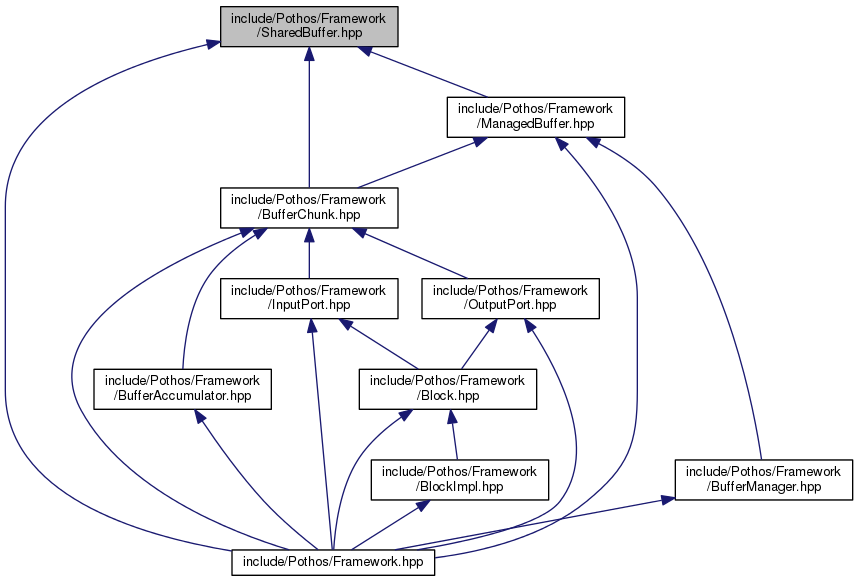 include/Pothos/Framework
/SharedBuffer.hpp
include/Pothos/Framework
/ManagedBuffer.hpp
include/Pothos/Framework
/BufferChunk.hpp
include/Pothos/Framework
/InputPort.hpp
include/Pothos/Framework
/OutputPort.hpp
include/Pothos/Framework
/BufferAccumulator.hpp
include/Pothos/Framework
/Block.hpp
include/Pothos/Framework
/BlockImpl.hpp
include/Pothos/Framework
/BufferManager.hpp
include/Pothos/Framework.hpp